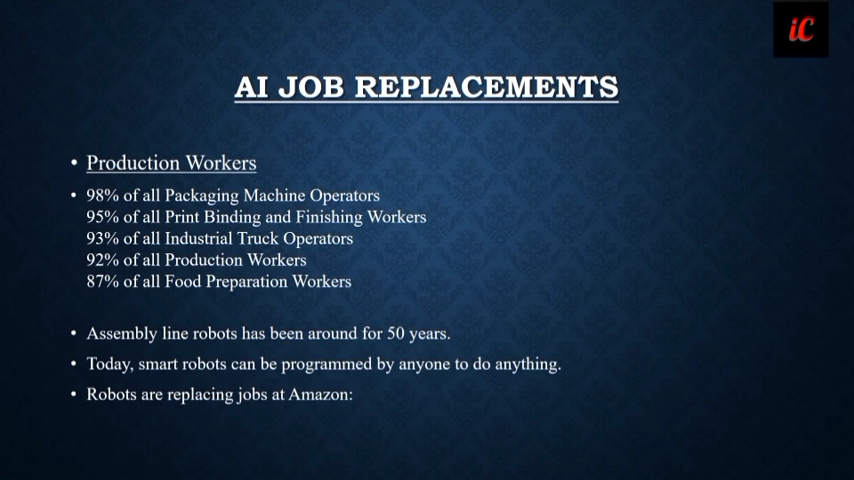 iC
AI JOB REPLACEMENTS
• Production Workers
• 98% of all Packaging Machine Operators
95% of all Print Binding and Finishing Workers
93% of all Industrial Truck Operators
92% of all Production Workers
87% of all Food Preparation Workers
• Assembly line robots has been around for 50 years.
• Today, smart robots can be programmed by anyone to do anything.
• Robots are replacing jobs at Amazon: